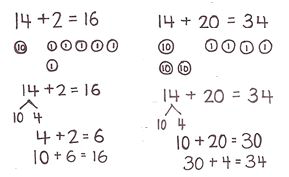 14 + 2 = 16
10 1 1 1 1 1
1
14 + 2 = 16
10 4
4 + 2 = 6
10 + 6 = 16
14 + 20 = 34
10 1 1 1 1
10 10
14 + 20 = 34
10 4
10 + 20 = 30
30 + 4 = 34